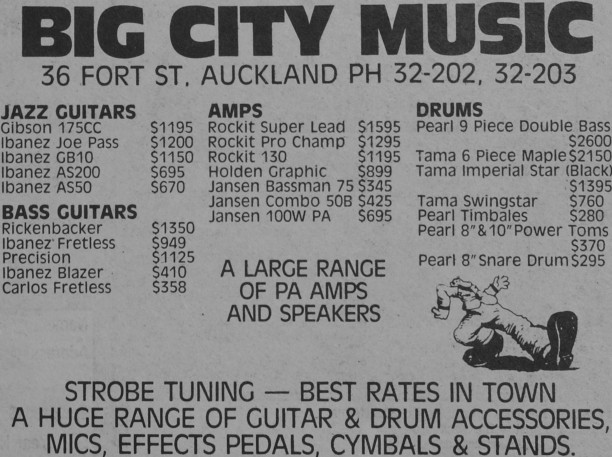 BIG CITY MUSIC
36 FORT ST, AUCKLAND PH 32-202, 32-203
JAZZ GUITARS
Gibson 175CC $1195
Ibanez Joe Pass $1200
Ibanez GB10 $1150
Ibanez AS200 $695
Ibanez AS50 $670
BASS GUITARS
Rickenbacker $1350
Ibanez Fretless $949
Precision $1125
Ibanez Blazer $410
Carlos Fretless $358
AMPS
Rockit Super Lead $1595
Rockit Pro Champ $1295
Rockit 130 $1195
Holden Graphic $899
Jansen Bassman 75 $345
Jansen Combo 50B $425
Jansen 100W PA $695
A LARGE RANGE
OF PA AMPS
AND SPEAKERS
DRUMS
Pearl 9 Piece Double Bass
$2600
Tama 6 Piece Maple $2150
Tama Imperial Star (Black)
$1395
Tama Swingstar $760
Pearl Timbales $280
Pearl 8"&10" Power Toms
$370
Pearl 8" Snare Drum $295
STROBE TUNING — BEST RATES IN TOWN
A HUGE RANGE OF GUITAR & DRUM ACCESSORIES,
MICS, EFFECTS PEDALS, CYMBALS & STANDS.